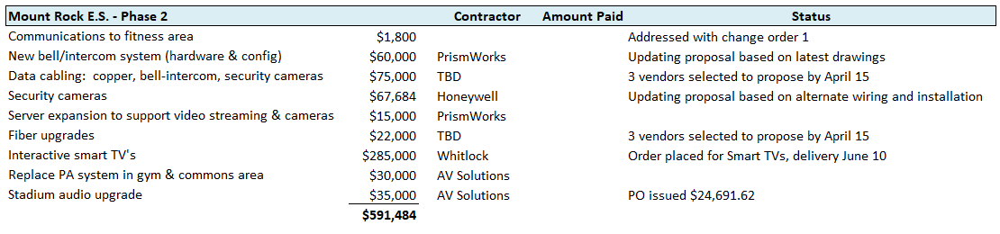 Mount Rock E.S. - Phase 2 Contractor Amount Paid Status
Communications to fitness area $1,800 Addressed with change order 1
New bell/intercom system (hardware & config) $60,000 PrismWorks Updating proposal based on latest drawings
Data cabling: copper, bell-intercom, security cameras $75,000 TBD 3 vendors selected to propose by April 15
Security cameras $67,684 Honeywell Updating proposal based on alternate wiring and installation
Server expansion to support video streaming & cameras $15,000 PrismWorks
Fiber upgrades $22,000 TBD 3 vendors selected to propose by April 15
Interactive smart TV's $285,000 Whitlock Order placed for Smart TVs, delivery June 10
Replace PA system in gym & commons area $30,000 AV Solutions
Stadium audio upgrade $35,000 AV Solutions PO issued $24,691.62
$591,484